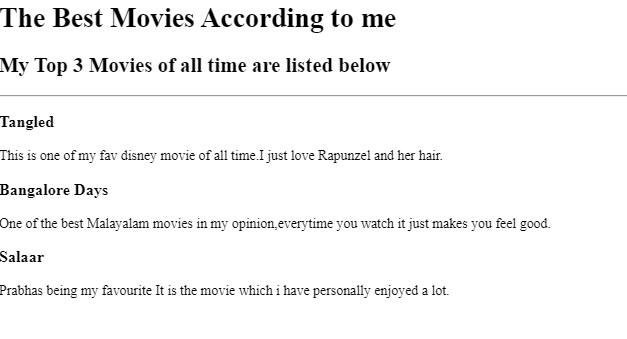 The Best Movies According to me
My Top 3 Movies of all time are listed below
Tangled
This is one of my fav disney movie of all time.I just love Rapunzel and her hair.
Bangalore Days
One of the best Malayalam movies in my opinion,everytime you watch it just makes you feel good.
Salaar
Prabhas being my favourite It is the movie which i have personally enjoyed a lot.